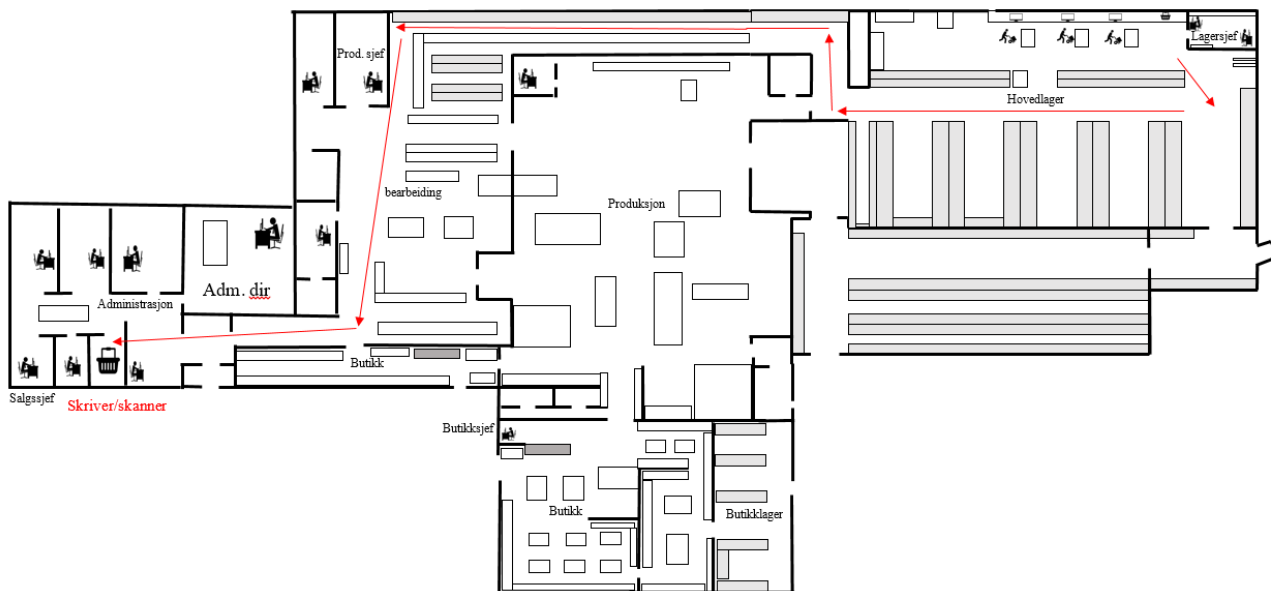 Prod. sjef
Lagersjef
Hovedlager
bearbeiding
Produksjon
Adm. dir
Administrasjon
Butikk
Salgssjef
Skriver/skanner
Butikksjef
Butikk
Butikklager